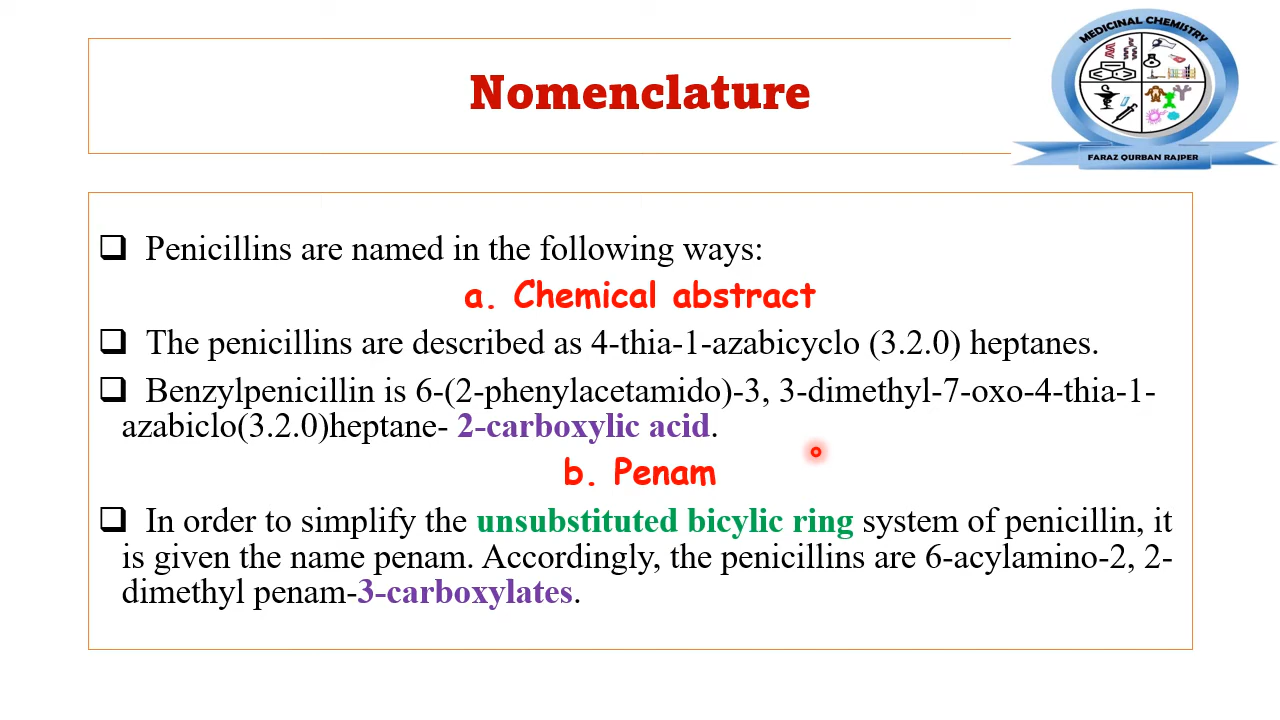 MEDICINAL CHEMISTRY
FARAZ QURBAN RAJPER
Nomenclature
❑ Penicillins are named in the following ways:
a. Chemical abstract
❑ The penicillins are described as 4-thia-1-azabicyclo (3.2.0) heptanes.
❑ Benzylpenicillin is 6-(2-phenylacetamido)-3, 3-dimethyl-7-oxo-4-thia-1-
azabiclo(3.2.0)heptane- 2-carboxylic acid.
b. Penam
❑ In order to simplify the unsubstituted bicylic ring system of penicillin, it
is given the name penam. Accordingly, the penicillins are 6-acylamino-2, 2-
dimethyl penam-3-carboxylates.